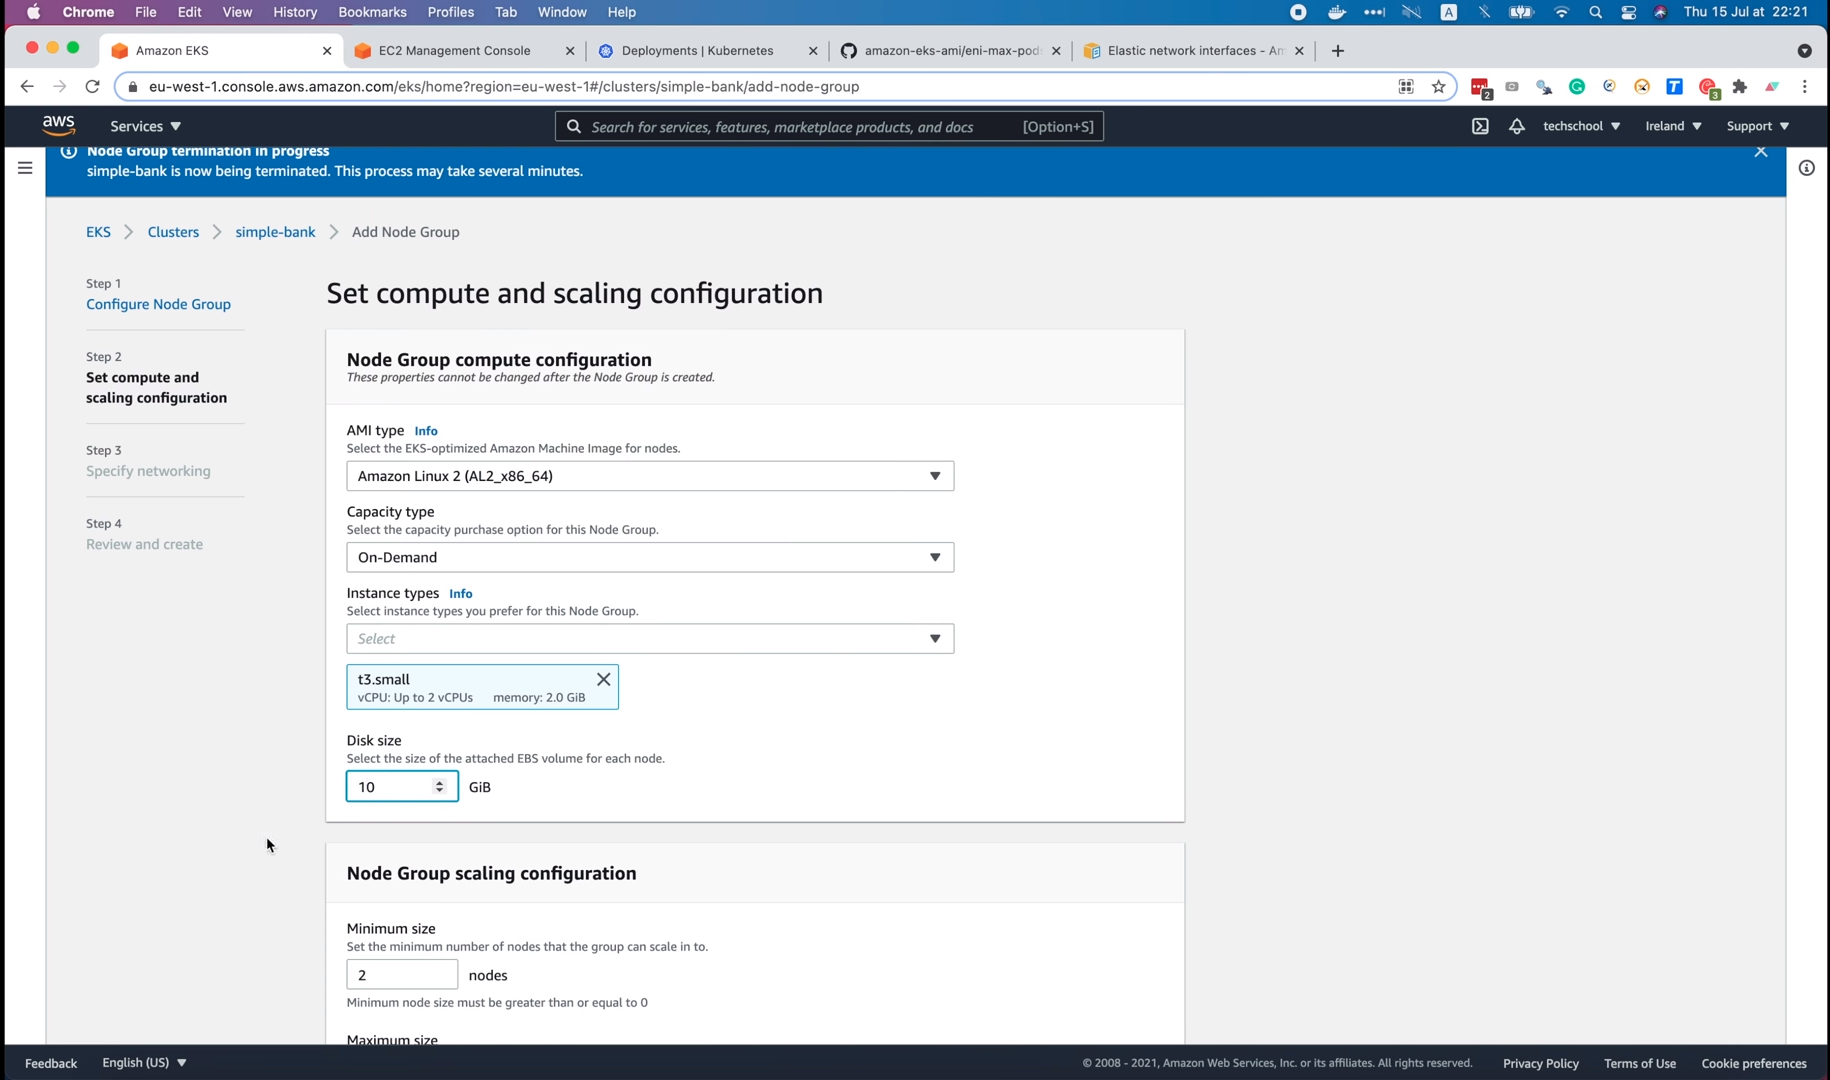 Chrome File Edit View History Bookmarks Profiles Tab Window Help A Thu 15 Jul at 22:21
Amazon EKS EC2 Management Console Deployments | Kubernetes amazon-eks-ami/eni-max-pods Elastic network interfaces - Am
eu-west-1.console.aws.amazon.com/eks/home?region=eu-west-1#/clusters/simple-bank/add-node-group 2 T 3
aws Services Search for services, features, marketplace products, and docs [Option+S] techschool Ireland Support
Node Group termination in progress
simple-bank is now being terminated. This process may take several minutes.
EKS Clusters simple-bank Add Node Group
Step 1
Configure Node Group
Step 2
Set compute and
scaling configuration
Step 3
Specify networking
Step 4
Review and create
Set compute and scaling configuration
Node Group compute configuration
These properties cannot be changed after the Node Group is created.
AMI type Info
Select the EKS-optimized Amazon Machine Image for nodes.
Amazon Linux 2 (AL2_x86_64)
Capacity type
Select the capacity purchase option for this Node Group.
On-Demand
Instance types Info
Select instance types you prefer for this Node Group.
Select
t3.small
vCPU: Up to 2 vCPUs memory: 2.0 GiB
Disk size
Select the size of the attached EBS volume for each node.
10 GiB
Node Group scaling configuration
Minimum size
Set the minimum number of nodes that the group can scale in to.
2 nodes
Minimum node size must be greater than or equal to 0
Maximum size
Feedback English (US) © 2008 - 2021, Amazon Web Services, Inc. or its affiliates. All rights reserved. Privacy Policy Terms of Use Cookie preferences